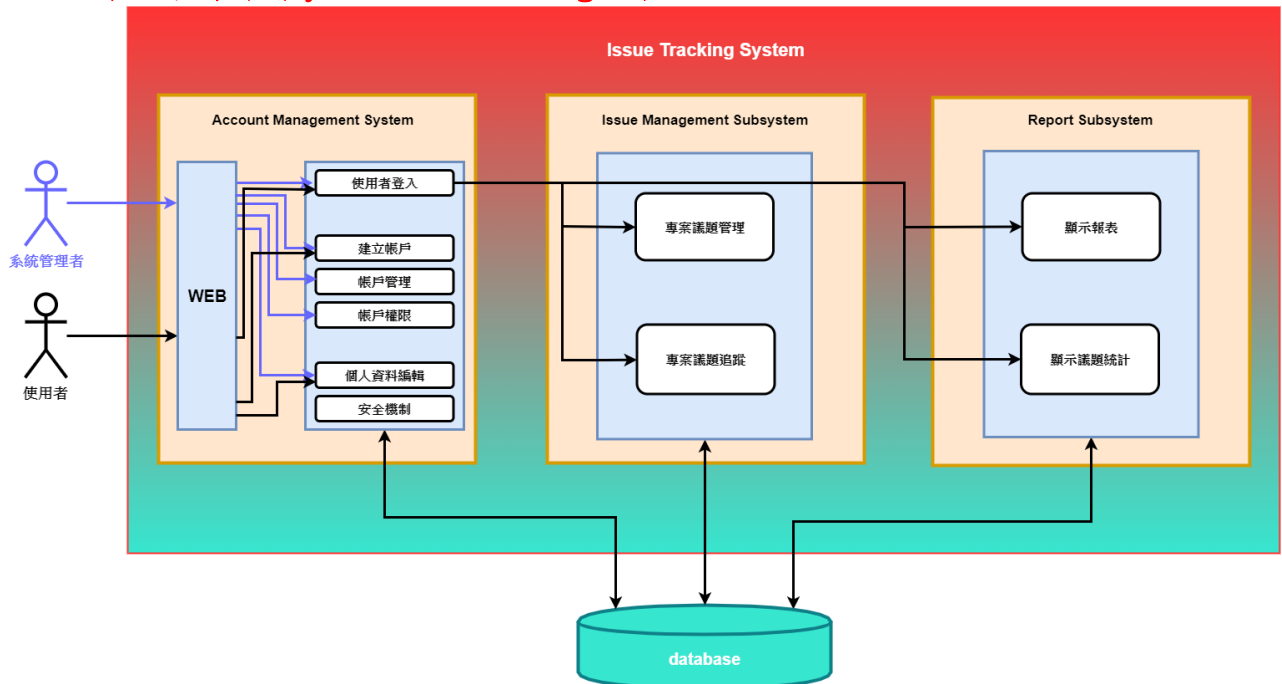 Issue Tracking System
Account Management System
Issue Management Subsystem
Report Subsystem
系統管理者
使用者
WEB
使用者登入
建立帳戶
帳戶管理
帳戶權限
個人資料編輯
安全機制
專案議題管理
專案議題追蹤
顯示報表
顯示議題統計
database